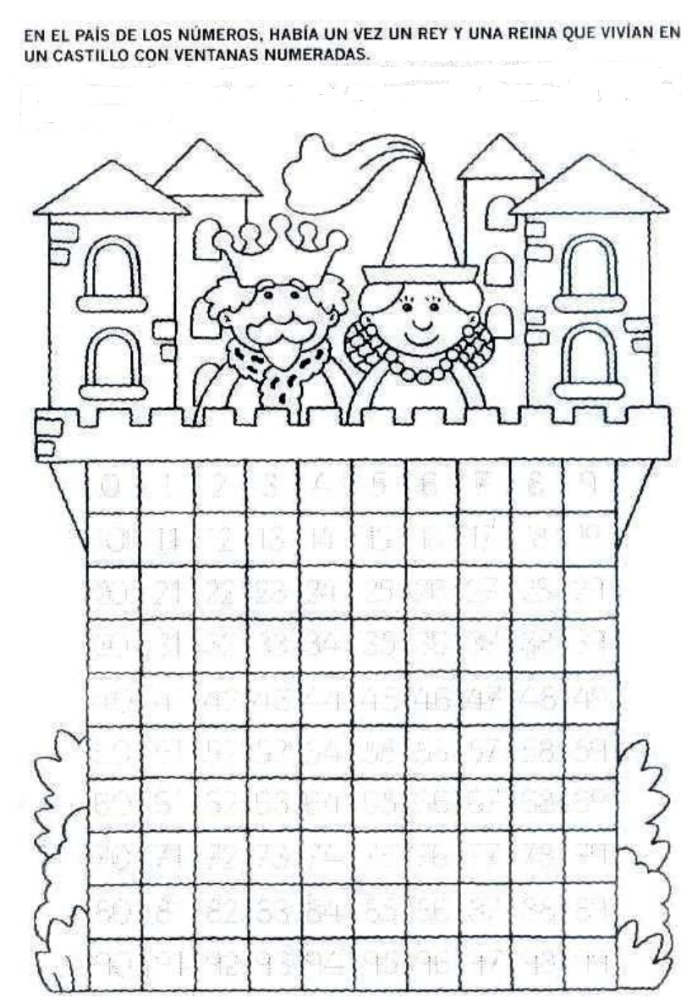 EN EL PAÍS DE LOS NÚMEROS, HABÍA UN VEZ UN REY Y UNA REINA QUE VIVÍAN EN
UN CASTILLO CON VENTANAS NUMERADAS.
0 1 2 3 4 5 6 7 8 9
10 11 12 13 14 15 16 17 18 19
20 21 22 23 24 25 26 27 28 29
30 31 32 33 34 35 36 37 38 39
40 41 42 43 44 45 46 47 48 49
50 51 52 53 54 55 56 57 58 59
60 61 62 63 64 65 66 67 68 69
70 71 72 73 74 75 76 77 78 79
80 81 82 83 84 85 86 87 88 89
90 91 92 93 94 95 96 97 98 99